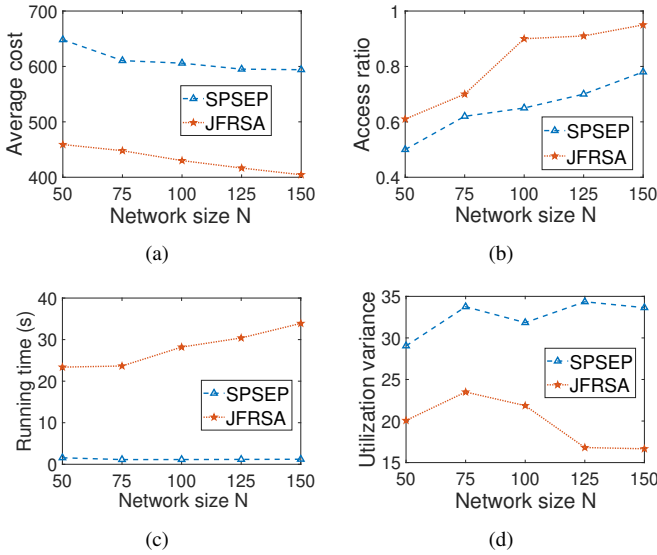 700
600
500
400
Average cost
SPSEP
JFRSA
50 75 100 125 150
Network size N
(a)
1
0.8
0.6
0.4
Access ratio
SPSEP
JFRSA
50 75 100 125 150
Network size N
(b)
40
30
20
10
0
Running time (s)
SPSEP
JFRSA
50 75 100 125 150
Network size N
(c)
35
30
25
20
15
Utilization variance
SPSEP
JFRSA
50 75 100 125 150
Network size N
(d)